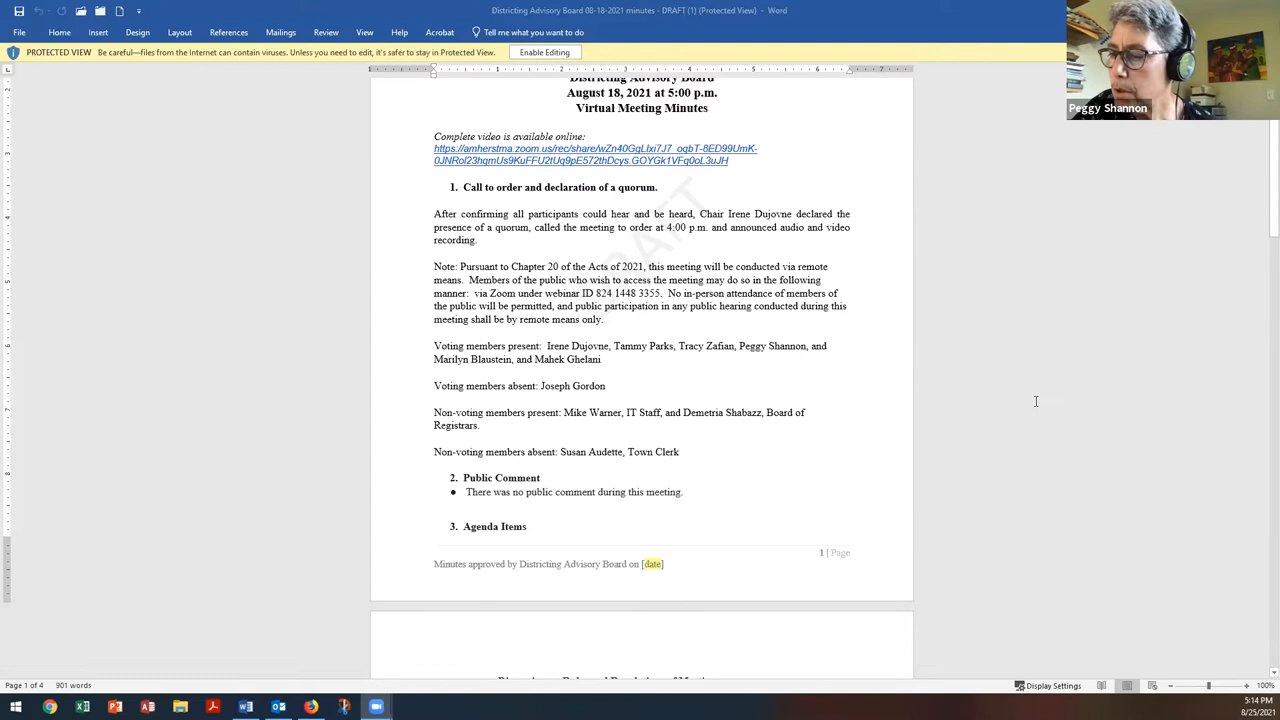 Districting Advisory Board 08-18-2021 minutes - DRAFT (1) (Protected View) - Word
File Home Insert Draw Design Layout References Mailings Review View Help Acrobat Tell me what you want to do
PROTECTED VIEW Be careful—files from the Internet can contain viruses. Unless you need to edit, it's safer to stay in Protected View. Enable Editing
Peggy Shannon
Districting Advisory Board
August 18, 2021 at 5:00 p.m.
Virtual Meeting Minutes
Complete video is available online:
1. Call to order and declaration of a quorum.
After confirming all participants could hear and be heard, Chair Irene Dujovne declared the
presence of a quorum, called the meeting to order at 4:00 p.m. and announced audio and video
recording.
Note: Pursuant to Chapter 20 of the Acts of 2021, this meeting will be conducted via remote
means. Members of the public who wish to access the meeting may do so in the following
manner: via Zoom under webinar ID 824 1448 3355. No in-person attendance of members of
the public will be permitted, and public participation in any public hearing conducted during this
meeting shall be by remote means only.
Voting members present: Irene Dujovne, Tammy Parks, Tracy Zafian, Peggy Shannon, and
Marilyn Blaustein, and Mahek Ghelani
Voting members absent: Joseph Gordon
Non-voting members present: Mike Warner, IT Staff, and Demetria Shabazz, Board of
Registrars.
Non-voting members absent: Susan Audette, Town Clerk
2. Public Comment
● There was no public comment during this meeting.
3. Agenda Items
1 | Page
Minutes approved by Districting Advisory Board on [date]
DRAFT
Page 1 of 4 901 words Display Settings 100%
5:14 PM
8/25/2021